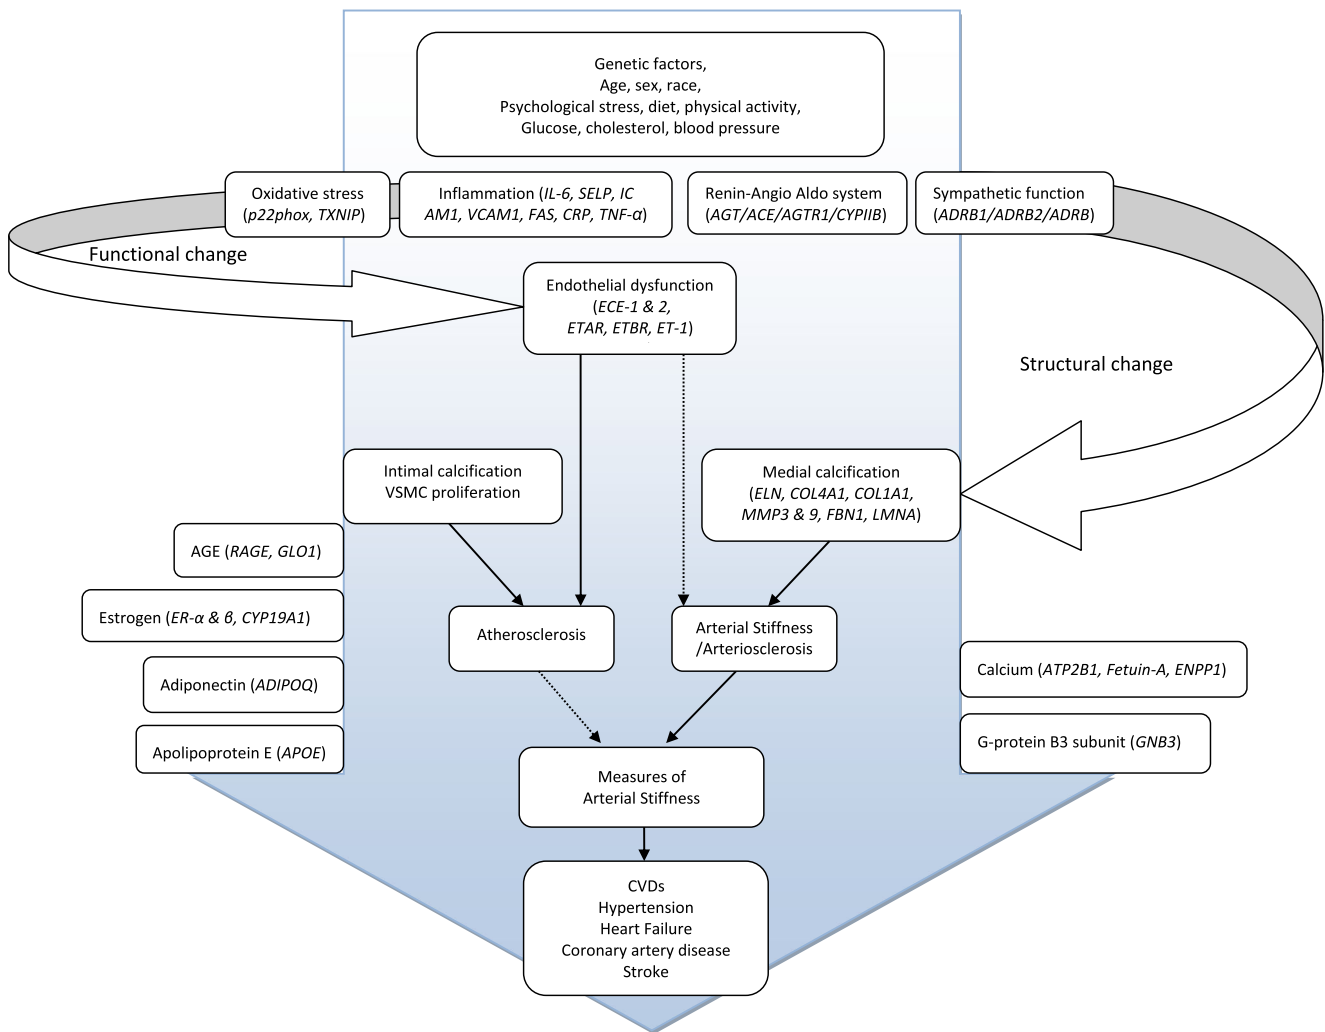 Genetic factors,
Age, sex, race,
Psychological stress, diet, physical activity,
Glucose, cholesterol, blood pressure
Oxidative stress
(p22phox, TXNIP)
Inflammation (IL-6, SELP, IC
AM1, VCAM1, FAS, CRP, TNF-α)
Renin-Angio Aldo system
(AGT/ACE/AGTR1/CYPIIB)
Sympathetic function
(ADRB1/ADRB2/ADRB)
Functional change
Endothelial dysfunction
(ECE-1 & 2,
ETAR, ETBR, ET-1)
Structural change
Intimal calcification
VSMC proliferation
Medial calcification
(ELN, COL4A1, COL1A1,
MMP3 & 9, FBN1, LMNA)
AGE (RAGE, GLO1)
Estrogen (ER-α & β, CYP19A1)
Adiponectin (ADIPOQ)
Apolipoprotein E (APOE)
Atherosclerosis
Arterial Stiffness
/Arteriosclerosis
Calcium (ATP2B1, Fetuin-A, ENPP1)
G-protein B3 subunit (GNB3)
Measures of
Arterial Stiffness
CVDs
Hypertension
Heart Failure
Coronary artery disease
Stroke